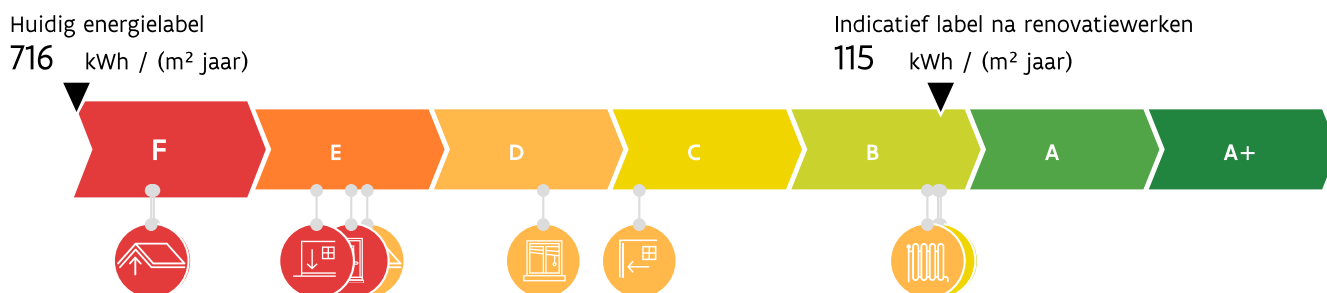 Huidig energielabel
716 kWh / (m² jaar)
Indicatief label na renovatiewerken
115 kWh / (m² jaar)
F E D C B A A+